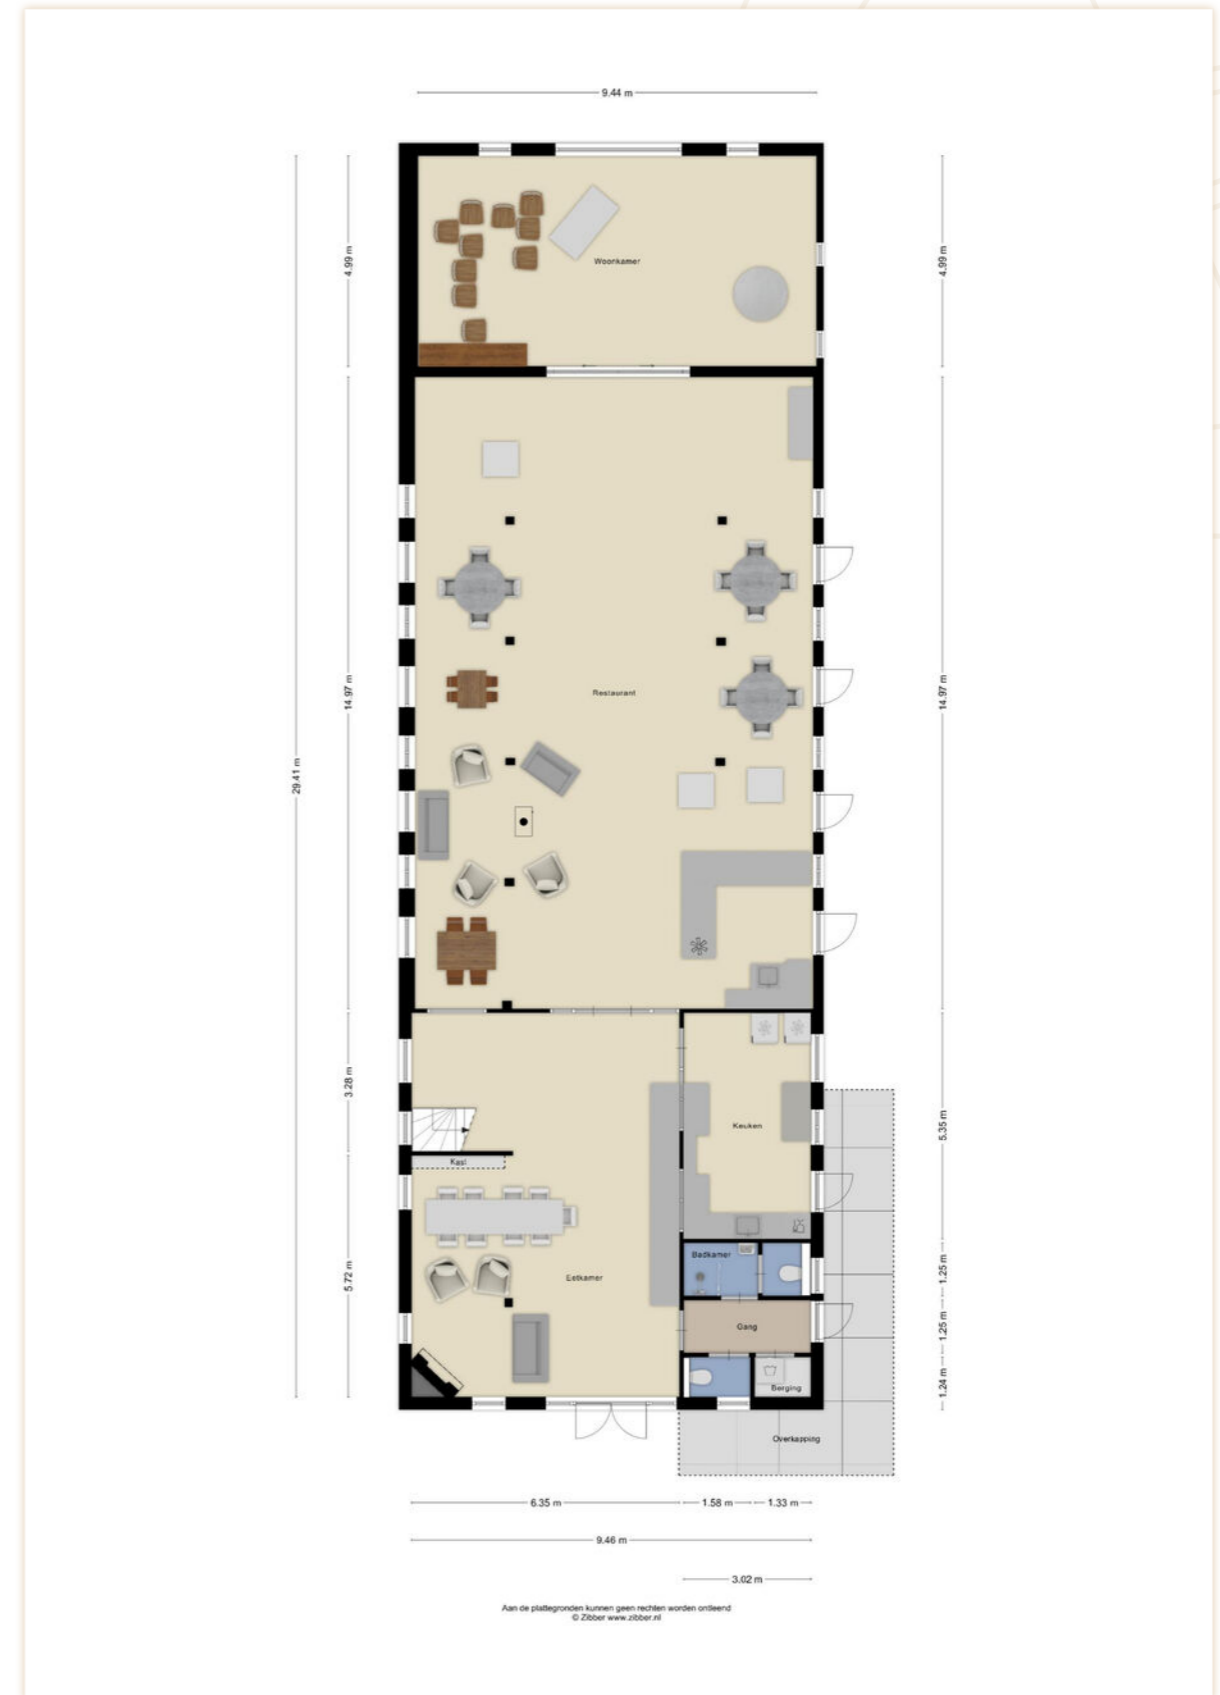 9.44 m
4.99 m
4.99 m
Woonkamer
14.97 m
14.97 m
Restaurant
29.41 m
3.28 m
5.35 m
Keuken
Kast
5.72 m
1.25 m
Badkamer
Eetkamer
1.25 m
Gang
1.24 m
Berging
Overkapping
6.35 m
1.58 m
1.33 m
9.46 m
3.02 m
Aan de plattegronden kunnen geen rechten worden ontleend
© Zibber www.zibber.nl